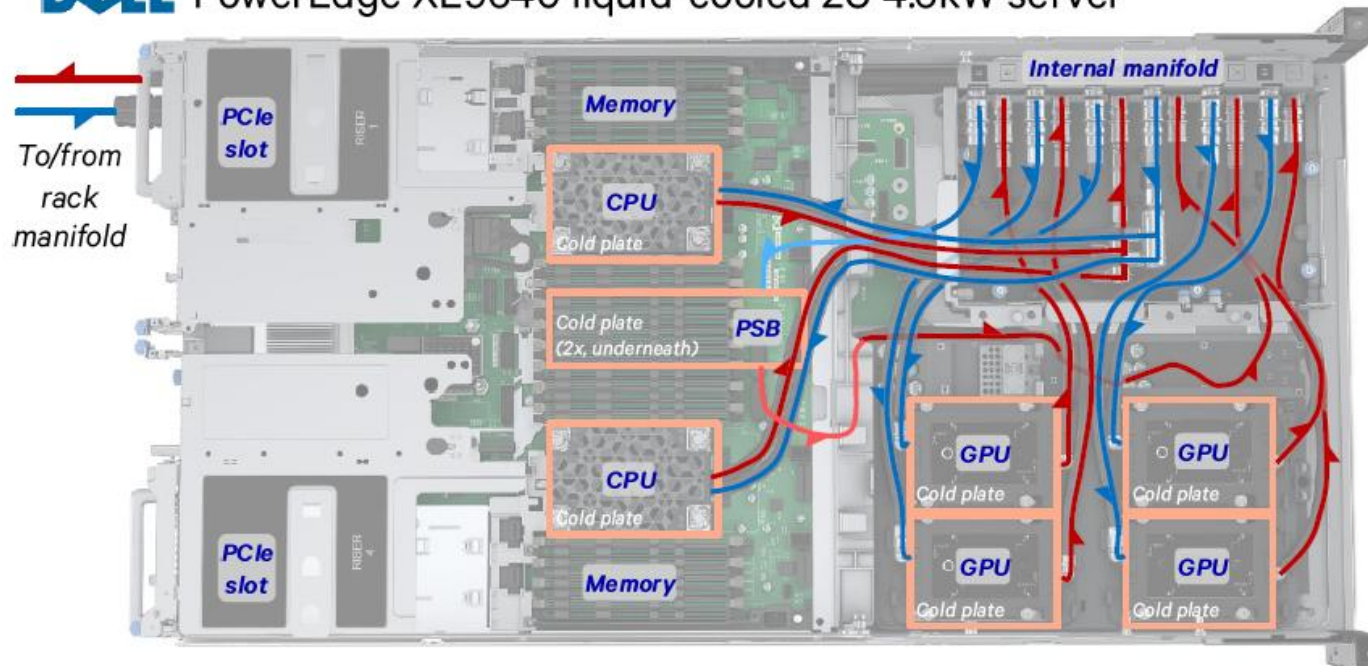 DELL PowerEdge XE9640 liquid-cooled 2U 4.8kW server
Internal manifold
Memory
PCIe
slot
RISER
1
To/from
rack
manifold
CPU
Cold plate
Cold plate
(2x, underneath)
PSB
CPU
Cold plate
GPU
Cold plate
GPU
Cold plate
GPU
Cold plate
GPU
Cold plate
PCIe
slot
RISER
4
Memory